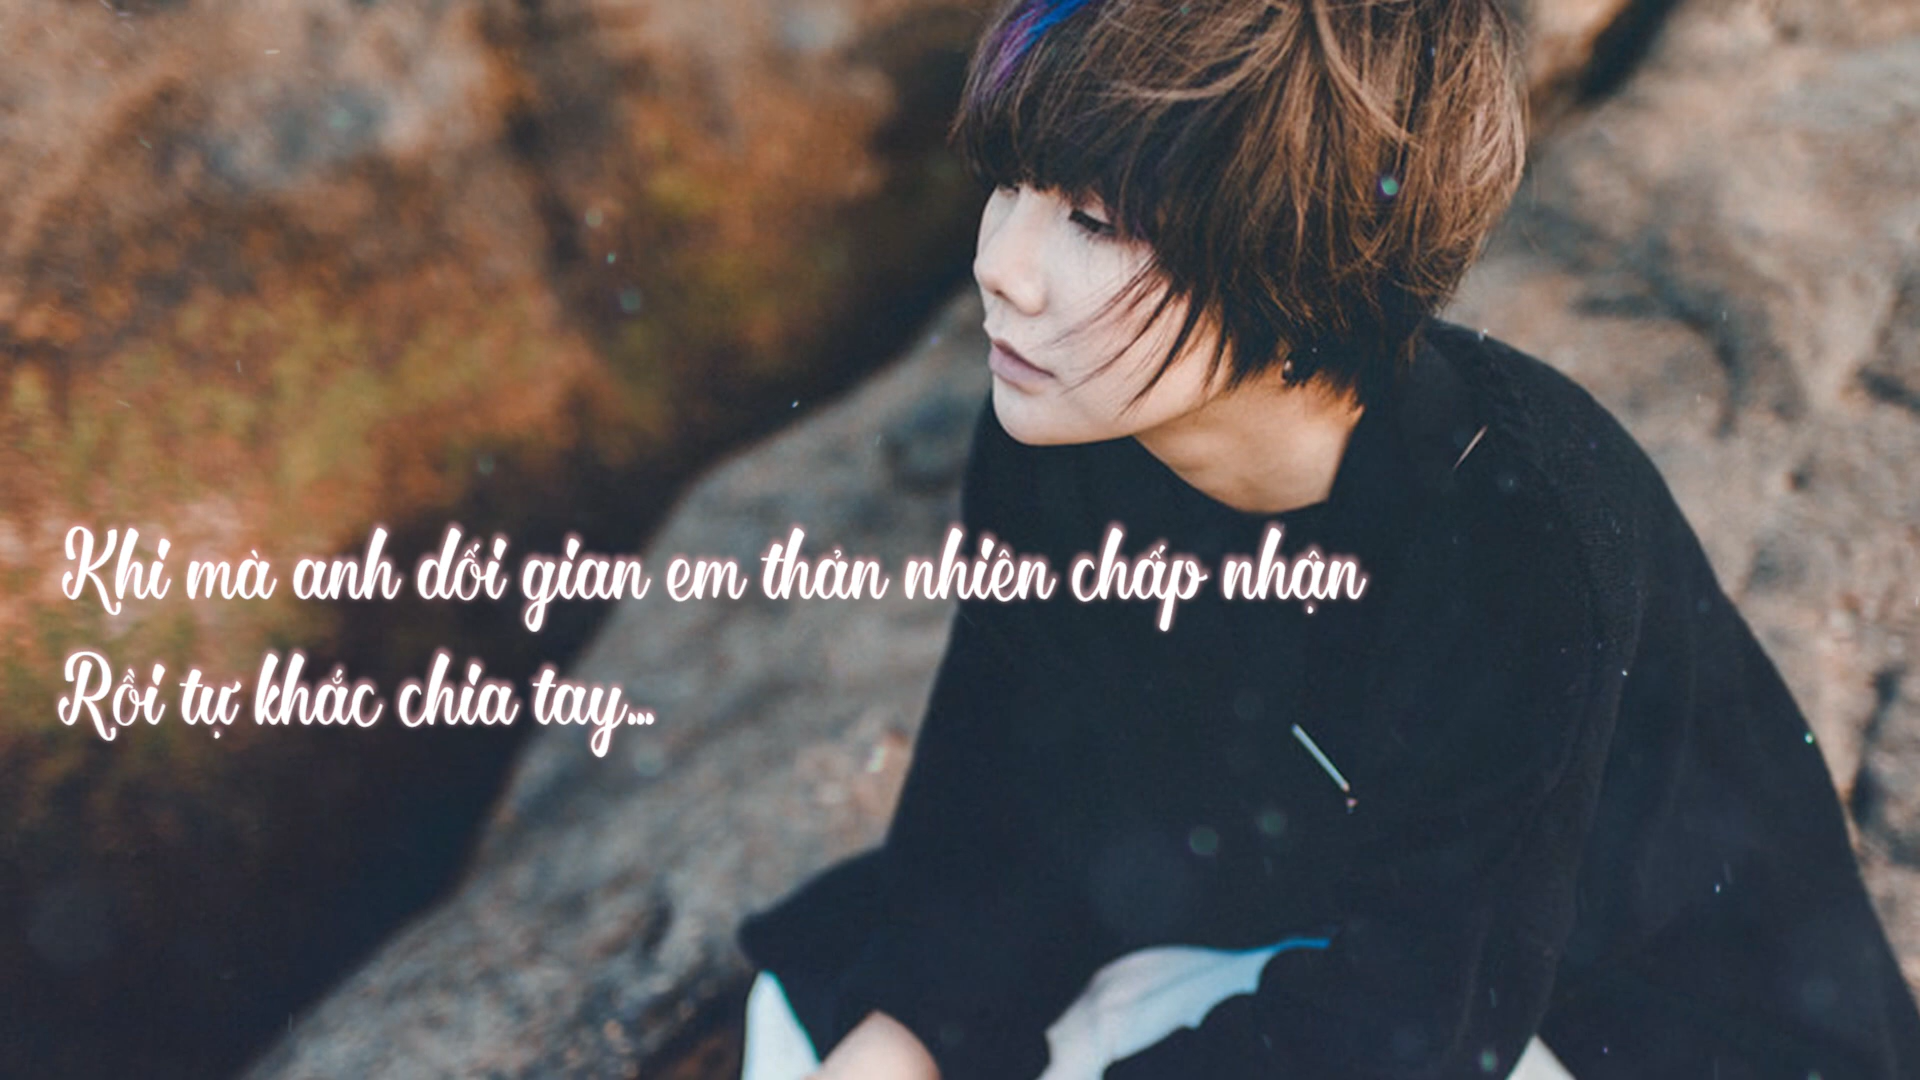 Khi mà anh dối gian em thản nhiên chấp nhận
Rồi tự khắc chia tay...